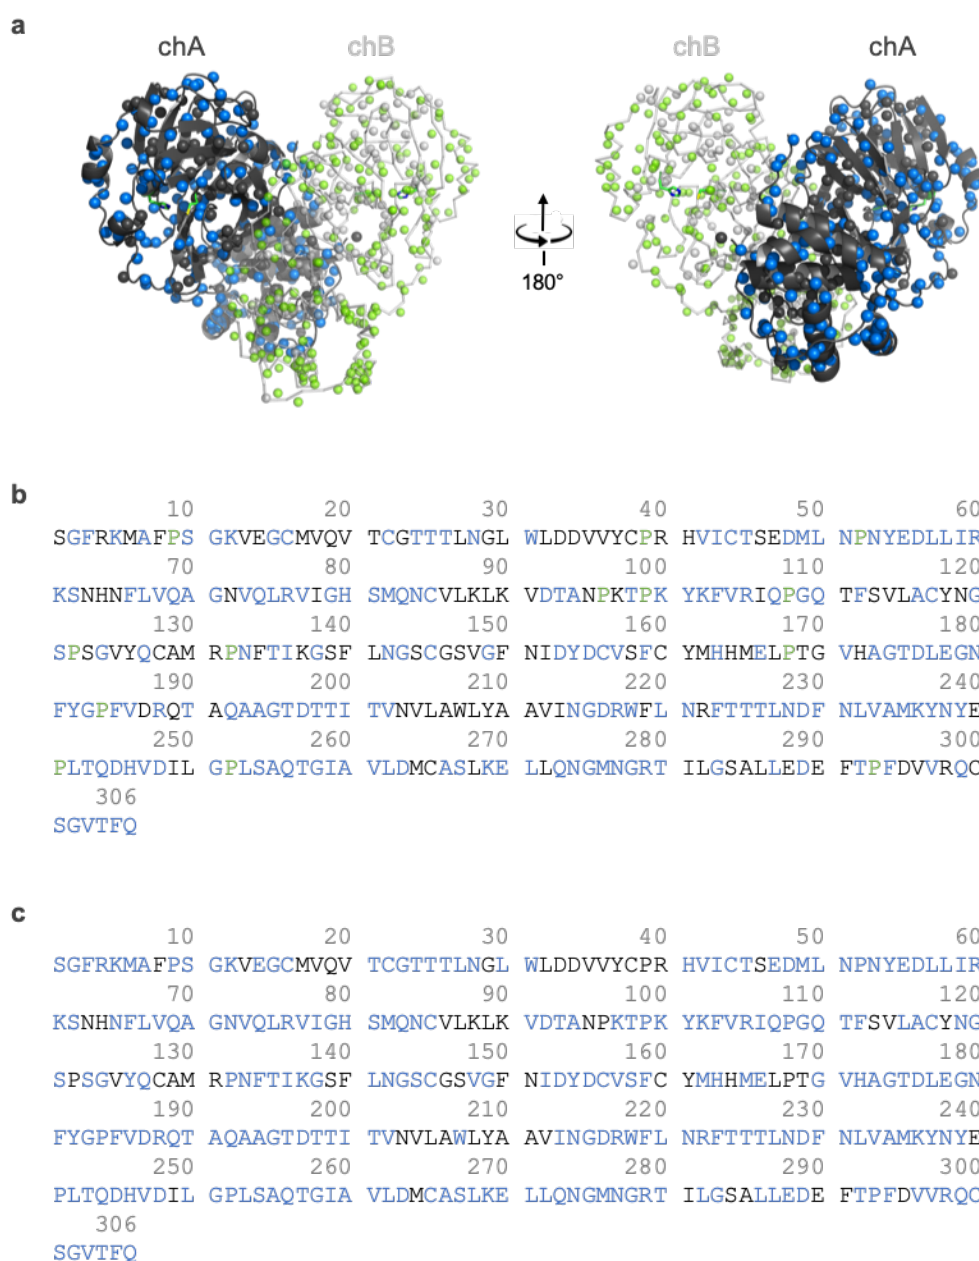 a
chA chB chB chA
180°
b
10 20 30 40 50 60
SGFRKMAFPS GKVEGCMVQV TCGTTTLNGL WLDDVVYCPR HVICTSEDML NPNYEDLLIR
70 80 90 100 110 120
KSNHNFLVQA GNVQLRVIGH SMQNCVLKLK VDTANPKTPK YKFVRIQPGQ TFSVLACYNG
130 140 150 160 170 180
SPSGVYQCAM RPNFTIKGSF LNGSCGSVGF NIDYDCVSFC YMHHMELPTG VHAGTDLEGN
190 200 210 220 230 240
FYGPFVDRQT AQAAGTDTTI TVNVLAWLYA AVINGDRWFL NRFTTTLNDF NLVAMKYNYE
250 260 270 280 290 300
PLTQDHVDIL GPLSAQTGIA VLDMCASLKE LLQNGMNGRT ILGSALLEDE FTPFDVVRQC
306
SGVTFQ
c
10 20 30 40 50 60
SGFRKMAFPS GKVEGCMVQV TCGTTTLNGL WLDDVVYCPR HVICTSEDML NPNYEDLLIR
70 80 90 100 110 120
KSNHNFLVQA GNVQLRVIGH SMQNCVLKLK VDTANPKTPK YKFVRIQPGQ TFSVLACYNG
130 140 150 160 170 180
SPSGVYQCAM RPNFTIKGSF LNGSCGSVGF NIDYDCVSFC YMHHMELPTG VHAGTDLEGN
190 200 210 220 230 240
FYGPFVDRQT AQAAGTDTTI TVNVLAWLYA AVINGDRWFL NRFTTTLNDF NLVAMKYNYE
250 260 270 280 290 300
PLTQDHVDIL GPLSAQTGIA VLDMCASLKE LLQNGMNGRT ILGSALLEDE FTPFDVVRQC
306
SGVTFQ